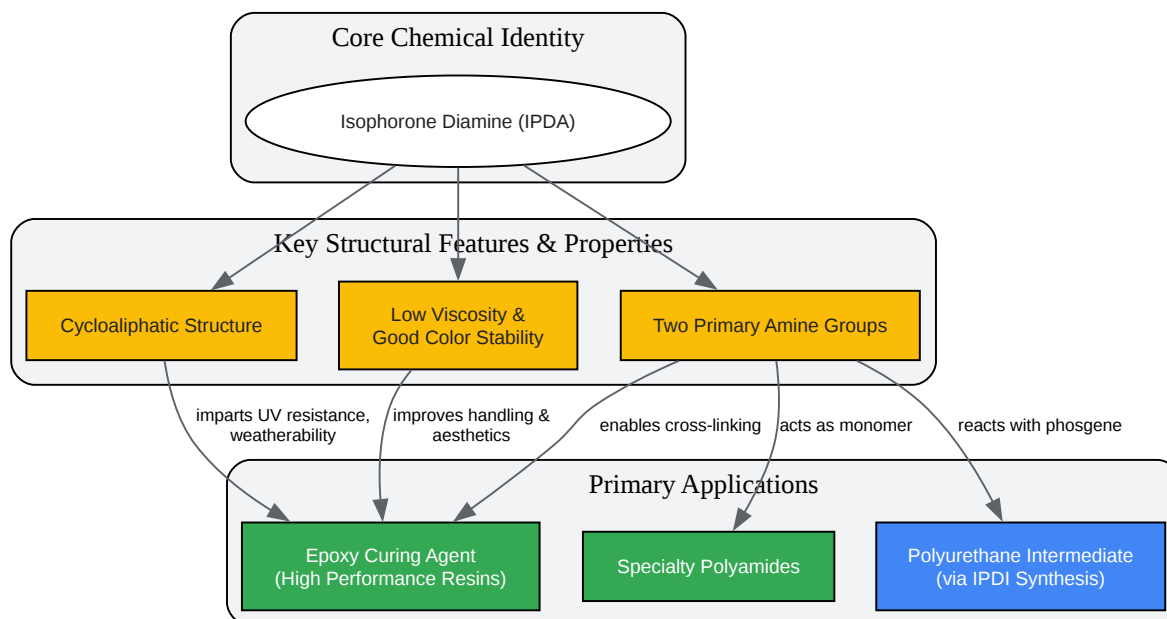 Core Chemical Identity
Isophorone Diamine (IPDA)
Key Structural Features & Properties
Cycloaliphatic Structure
Low Viscosity &
Good Color Stability
Two Primary Amine Groups
imparts UV resistance,
weatherability
improves handling &
aesthetics
enables cross-linking
acts as monomer
reacts with phosgene
Primary Applications
Epoxy Curing Agent
(High Performance Resins)
Specialty Polyamides
Polyurethane Intermediate
(via IPDI Synthesis)